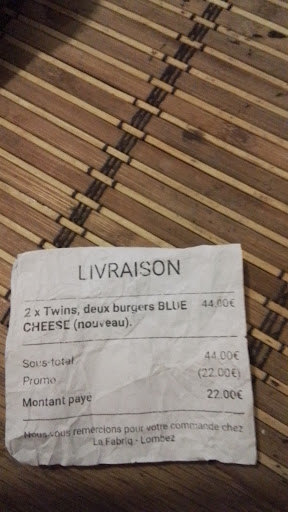 LIVRAISON
2 x Twins, deux burgers BLUE 44,00€
CHEESE (nouveau).
Sous-total 44,00€
Promo (22,00€)
Montant payé 22,00€
Nous vous remercions pour votre commande chez
La Fabriq - Lombez